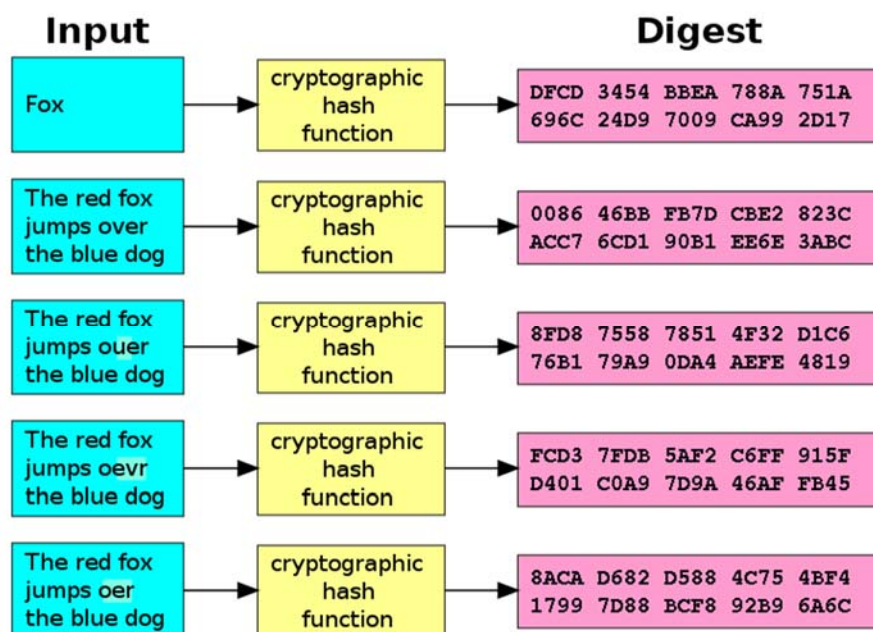 Input
Digest
Fox
cryptographic
hash
function
DFCD 3454 BBEA 788A 751A
696C 24D9 7009 CA99 2D17
The red fox
jumps over
the blue dog
cryptographic
hash
function
0086 46BB FB7D CBE2 823C
ACC7 6CD1 90B1 EE6E 3ABC
The red fox
jumps ouer
the blue dog
cryptographic
hash
function
8FD8 7558 7851 4F32 D1C6
76B1 79A9 0DA4 AEFE 4819
The red fox
jumps oevr
the blue dog
cryptographic
hash
function
FCD3 7FDB 5AF2 C6FF 915F
D401 C0A9 7D9A 46AF FB45
The red fox
jumps oer
the blue dog
cryptographic
hash
function
8ACA D682 D588 4C75 4BF4
1799 7D88 BCF8 92B9 6A6C